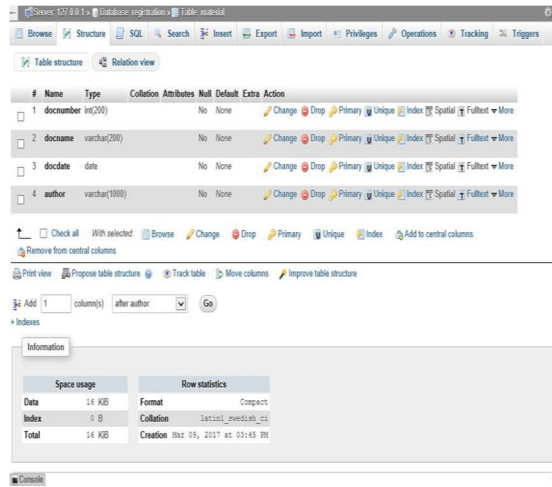 Server: 127.0.0.1 » Database: registration » Table: material
Browse Structure SQL Search Insert Export Import Privileges Operations Tracking Triggers
Table structure Relation view
# Name Type Collation Attributes Null Default Extra Action
1 docnumber int(200) No None Change Drop Primary Unique Index Spatial Fulltext More
2 docname varchar(200) No None Change Drop Primary Unique Index Spatial Fulltext More
3 docdate date No None Change Drop Primary Unique Index Spatial Fulltext More
4 author varchar(1000) No None Change Drop Primary Unique Index Spatial Fulltext More
Check all With selected: Browse Change Drop Primary Unique Index Add to central columns
Remove from central columns
Print view Propose table structure Track table Move columns Improve table structure
Add 1 column(s) after author Go
+ Indexes
Information
Space usage Row statistics
Data 16 KiB Format Compact
Index 0 B Collation latin1_swedish_ci
Total 16 KiB Creation Mar 09, 2017 at 03:45 PM
Console